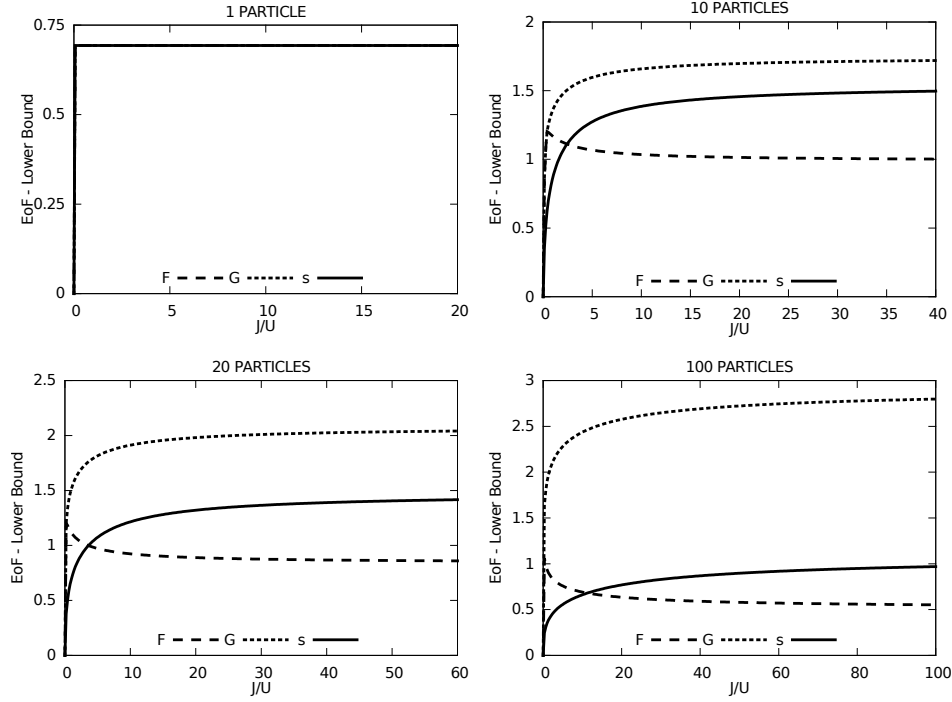 1 PARTICLE
EoF - Lower Bound
0.75
0.5
0.25
0
F G s
0 5 10 15 20
J/U
10 PARTICLES
EoF - Lower Bound
2
1.5
1
0.5
0
F G s
0 5 10 15 20 25 30 35 40
J/U
20 PARTICLES
EoF - Lower Bound
2.5
2
1.5
1
0.5
0
F G s
0 10 20 30 40 50 60
J/U
100 PARTICLES
EoF - Lower Bound
3
2.5
2
1.5
1
0.5
0
F G s
0 20 40 60 80 100
J/U